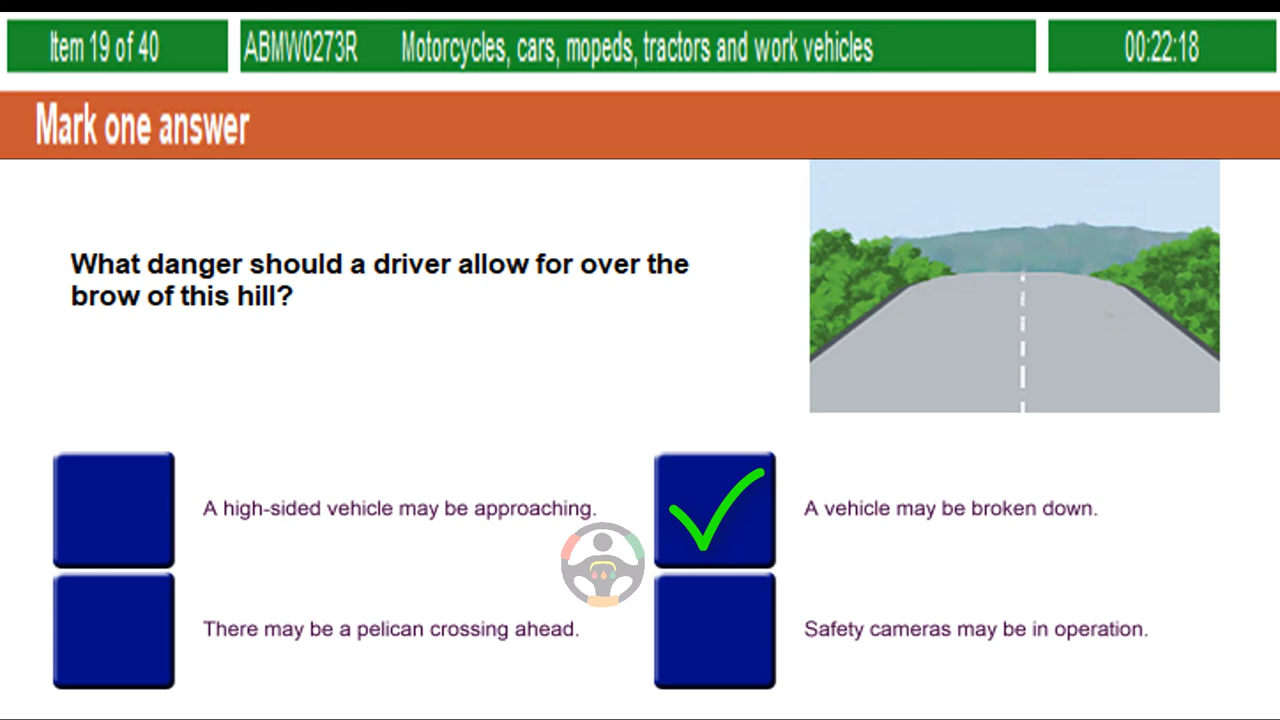 Item 19 of 40
ABMW0273R Motorcycles, cars, mopeds, tractors and work vehicles
00:22:18
Mark one answer
What danger should a driver allow for over the
brow of this hill?
A high-sided vehicle may be approaching.
A vehicle may be broken down.
There may be a pelican crossing ahead.
Safety cameras may be in operation.